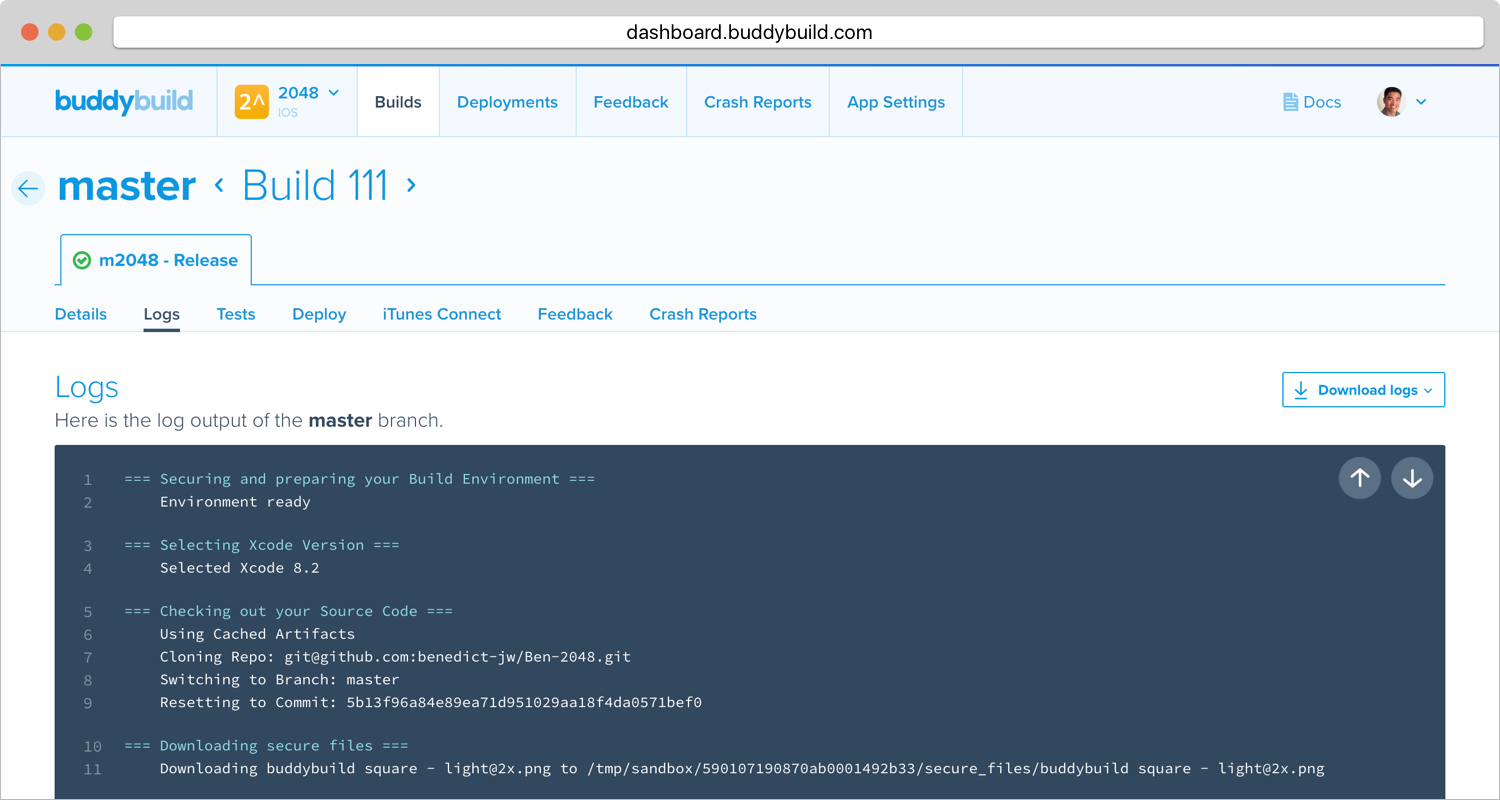 dashboard.buddybuild.com
buddybuild
2^
2048
IOS
Builds
Deployments
Feedback
Crash Reports
App Settings
Docs
master ‹ Build 111 ›
m2048 - Release
Details
Logs
Tests
Deploy
iTunes Connect
Feedback
Crash Reports
Logs
Download logs
Here is the log output of the master branch.
1 === Securing and preparing your Build Environment ===
2 Environment ready
3 === Selecting Xcode Version ===
4 Selected Xcode 8.2
5 === Checking out your Source Code ===
6 Using Cached Artifacts
7 Cloning Repo: git@github.com:benedict-jw/Ben-2048.git
8 Switching to Branch: master
9 Resetting to Commit: 5b13f96a84e89ea71d951029aa18f4da0571bef0
10 === Downloading secure files ===
11 Downloading buddybuild square - light@2x.png to /tmp/sandbox/590107190870ab0001492b33/secure_files/buddybuild square - light@2x.png